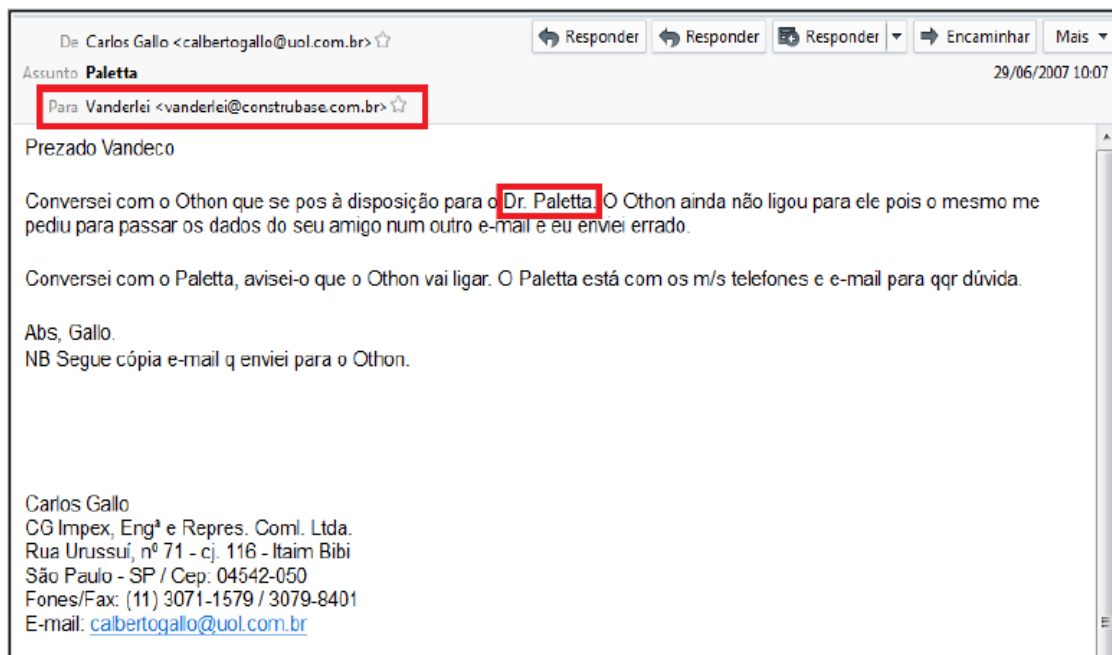 De Carlos Gallo <calbertogallo@uol.com.br>
Responder Responder Responder Encaminhar Mais
Assunto Paletta
29/06/2007 10:07
Para Vanderlei <vanderlei@construbase.com.br>
Prezado Vandeco
Conversei com o Othon que se pos à disposição para o Dr. Paletta. O Othon ainda não ligou para ele pois o mesmo me
pediu para passar os dados do seu amigo num outro e-mail e eu enviei errado.
Conversei com o Paletta, avisei-o que o Othon vai ligar. O Paletta está com os m/s telefones e e-mail para qqr dúvida.
Abs, Gallo.
NB Segue cópia e-mail q enviei para o Othon.
Carlos Gallo
CG Impex, Engª e Repres. Coml. Ltda.
Rua Urussuí, nº 71 - cj. 116 - Itaim Bibi
São Paulo - SP / Cep: 04542-050
Fones/Fax: (11) 3071-1579 / 3079-8401
E-mail: calbertogallo@uol.com.br